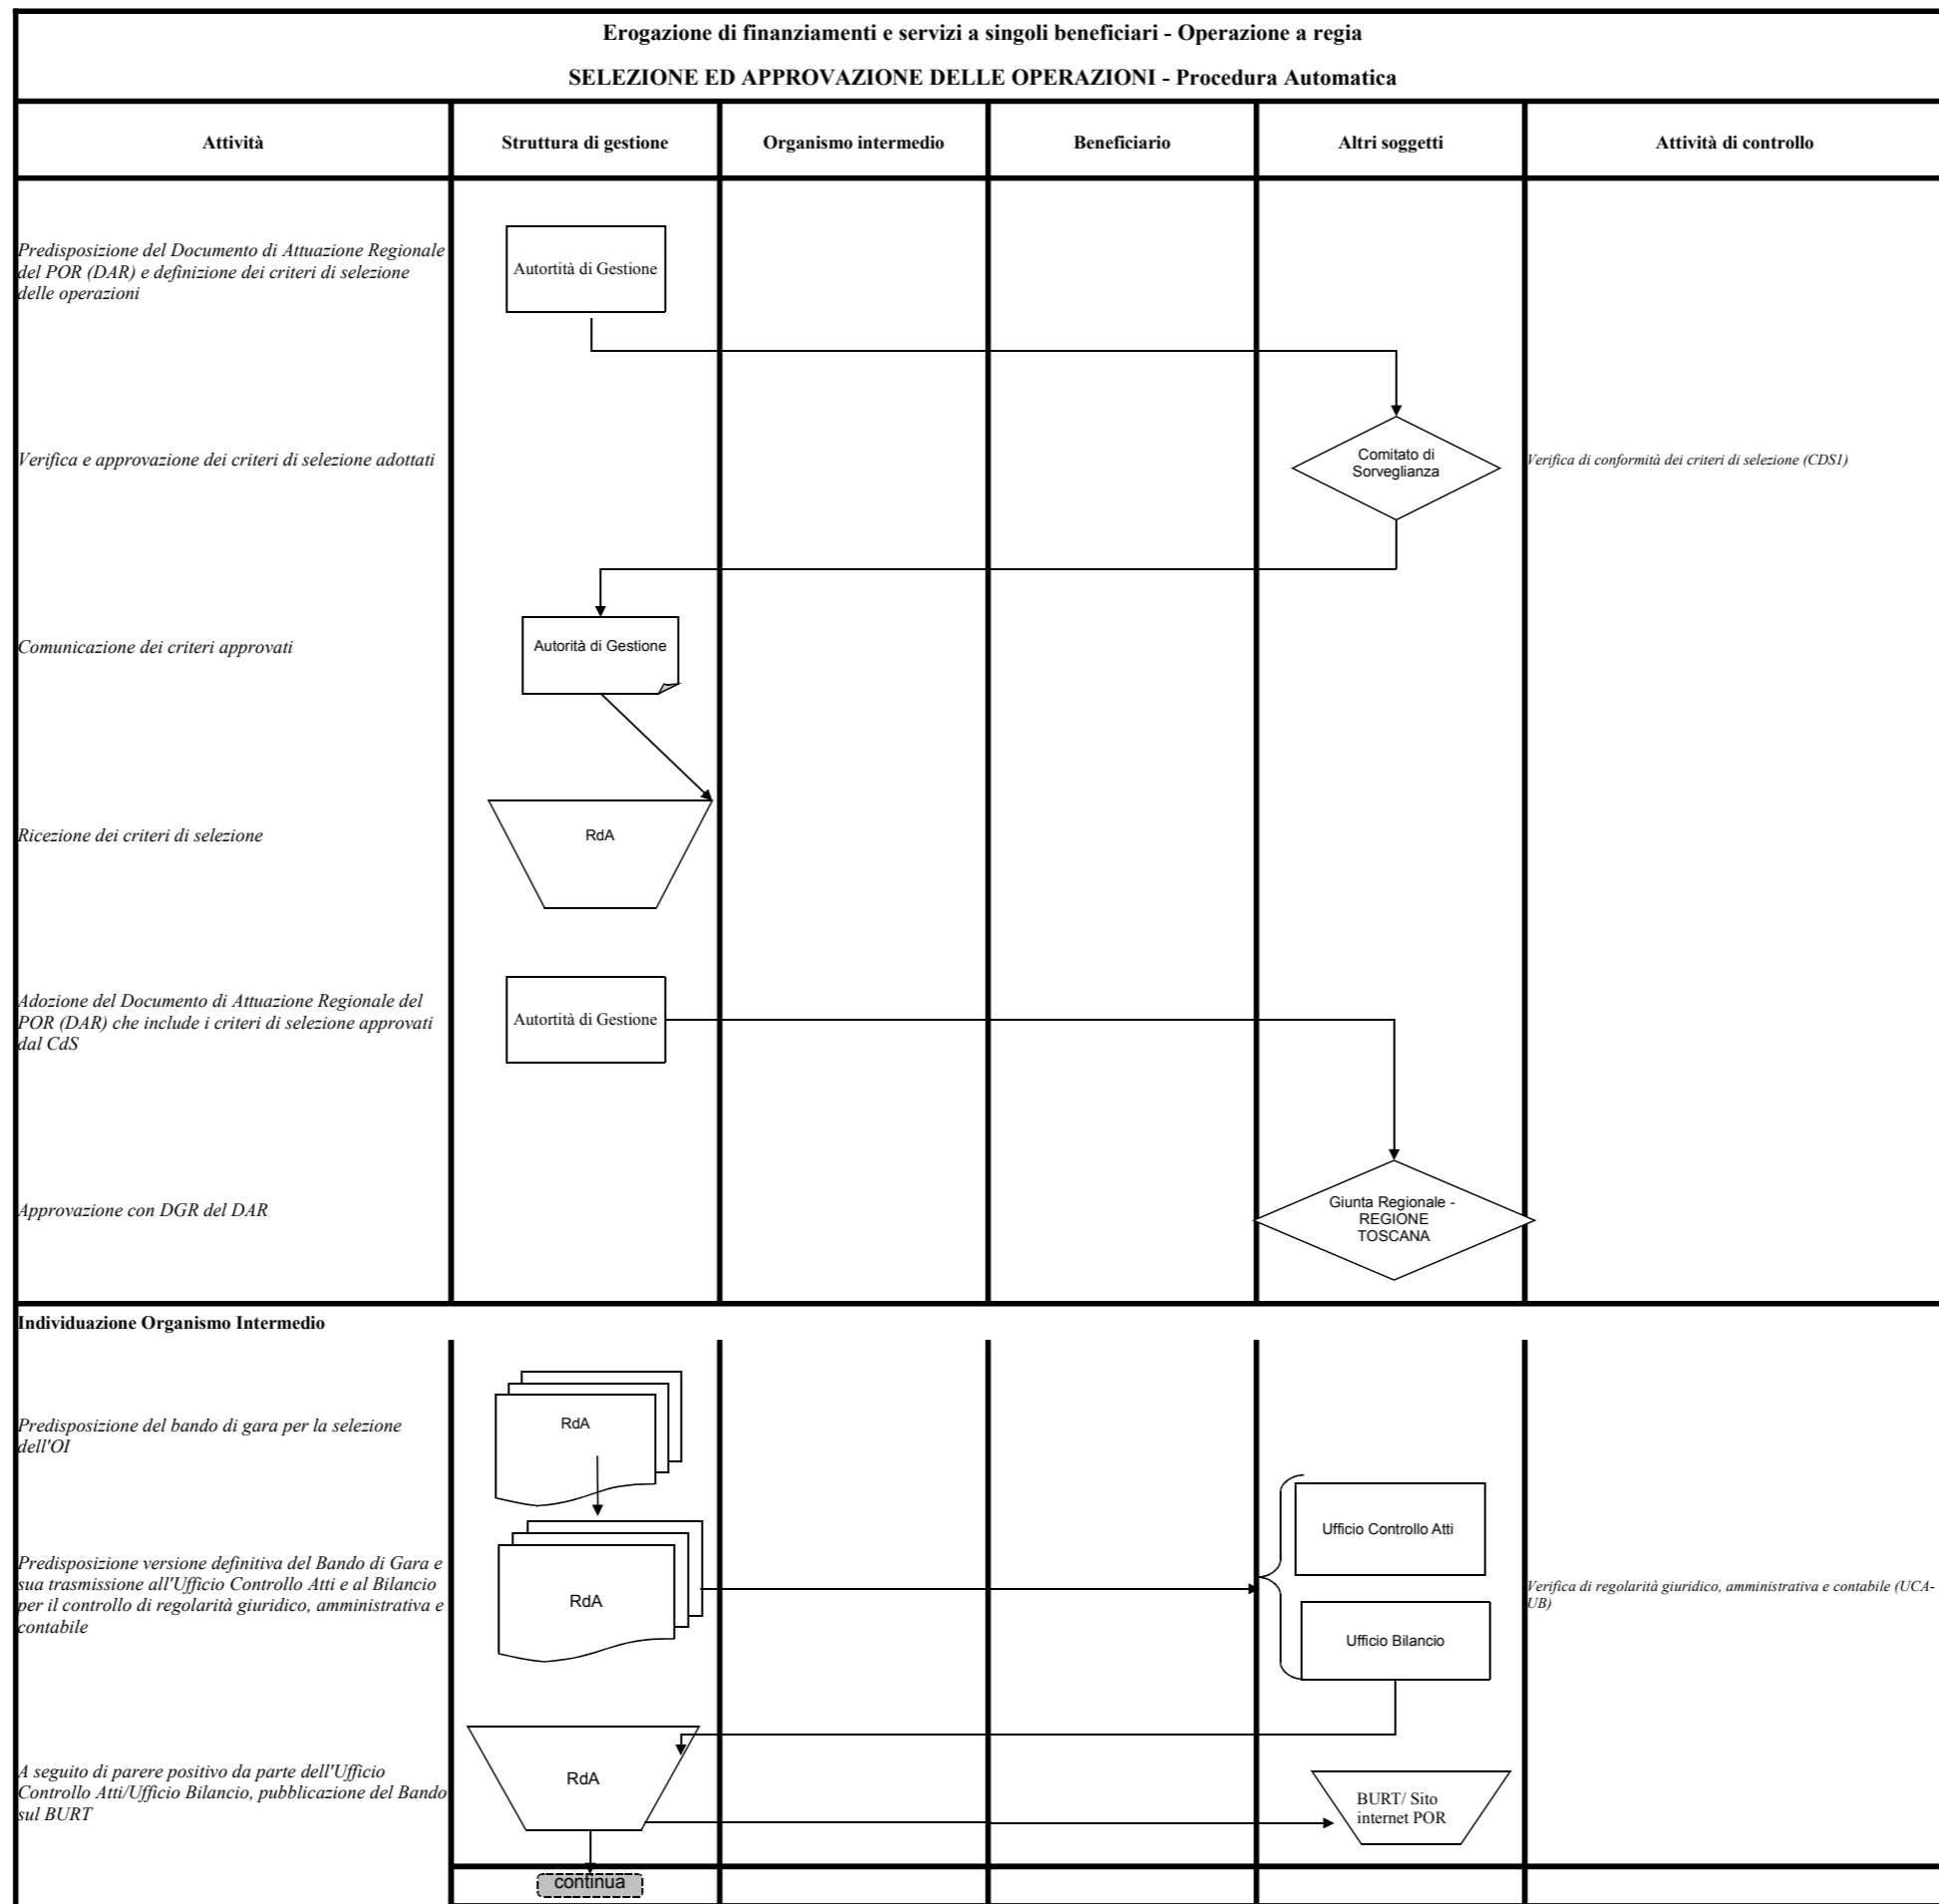 Erogazione di finanziamenti e servizi a singoli beneficiari - Operazione a regia
SELEZIONE ED APPROVAZIONE DELLE OPERAZIONI - Procedura Automatica
Attività
Struttura di gestione
Organismo intermedio
Beneficiario
Altri soggetti
Attività di controllo
Predisposizione del Documento di Attuazione Regionale
del POR (DAR) e definizione dei criteri di selezione
delle operazioni
Autortità di Gestione
Verifica e approvazione dei criteri di selezione adottati
Comitato di
Sorveglianza
Verifica di conformità dei criteri di selezione (CDS1)
Comunicazione dei criteri approvati
Autorità di Gestione
Ricezione dei criteri di selezione
RdA
Adozione del Documento di Attuazione Regionale del
POR (DAR) che include i criteri di selezione approvati
dal CdS
Autortità di Gestione
Approvazione con DGR del DAR
Giunta Regionale -
REGIONE
TOSCANA
Individuazione Organismo Intermedio
Predisposizione del bando di gara per la selezione
dell'OI
RdA
Predisposizione versione definitiva del Bando di Gara e
sua trasmissione all'Ufficio Controllo Atti e al Bilancio
per il controllo di regolarità giuridico, amministrativa e
contabile
RdA
Ufficio Controllo Atti
Ufficio Bilancio
Verifica di regolarità giuridico, amministrativa e contabile (UCA-
UB)
A seguito di parere positivo da parte dell'Ufficio
Controllo Atti/Ufficio Bilancio, pubblicazione del Bando
sul BURT
RdA
BURT/ Sito
internet POR
continua